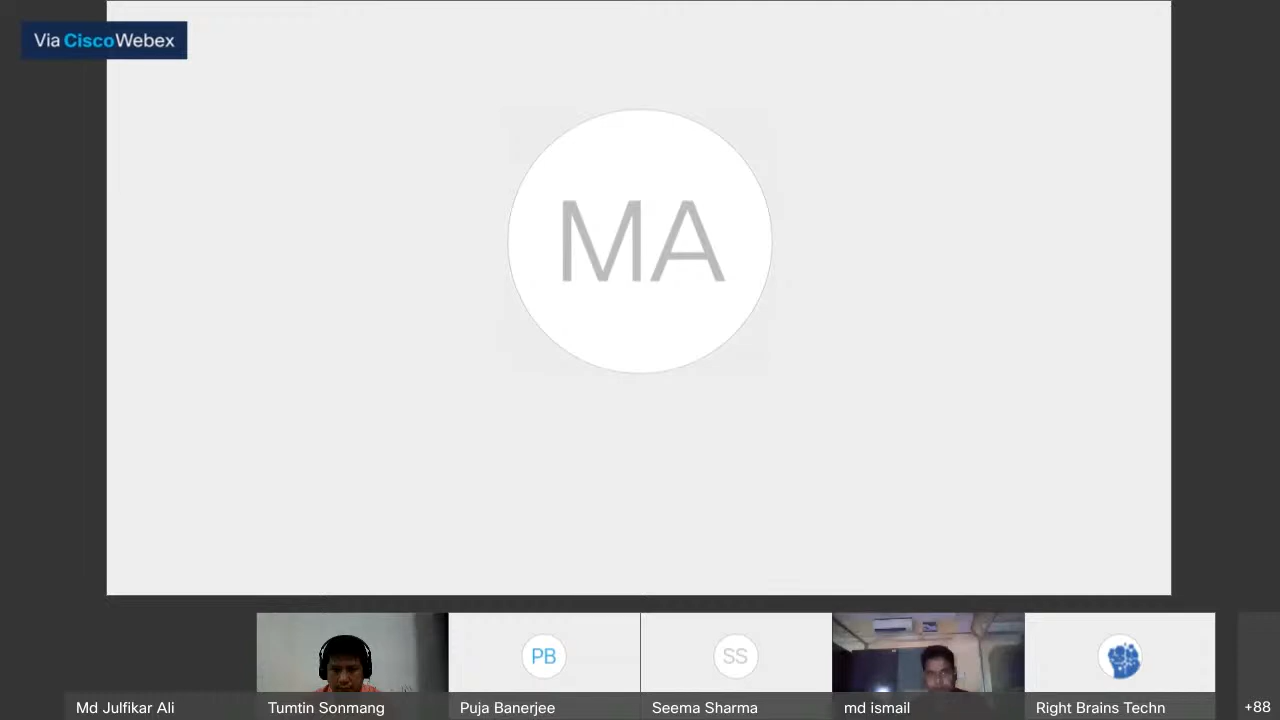 Via CiscoWebex
MA
PB
SS
Md Julfikar Ali
Tumtin Sonmang
Puja Banerjee
Seema Sharma
md ismail
Right Brains Techn
+88